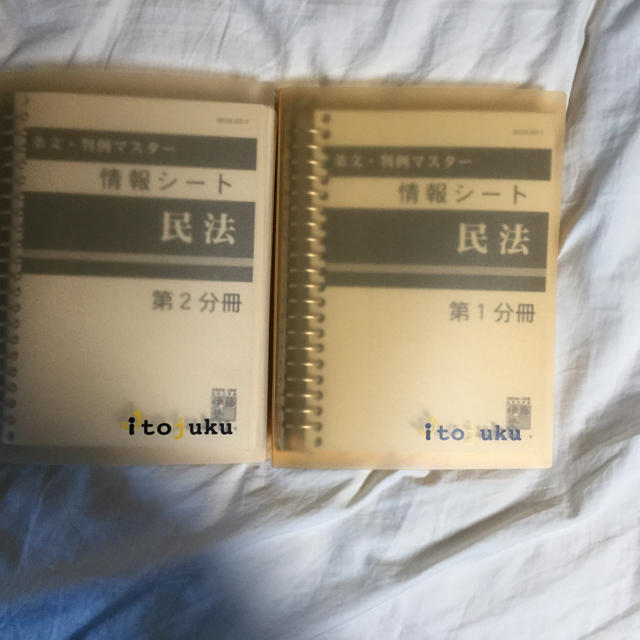 条文・判例マスター
情報シート
民法
第2分冊
itojuku
条文・判例マスター
情報シート
民法
第1分冊
itojuku